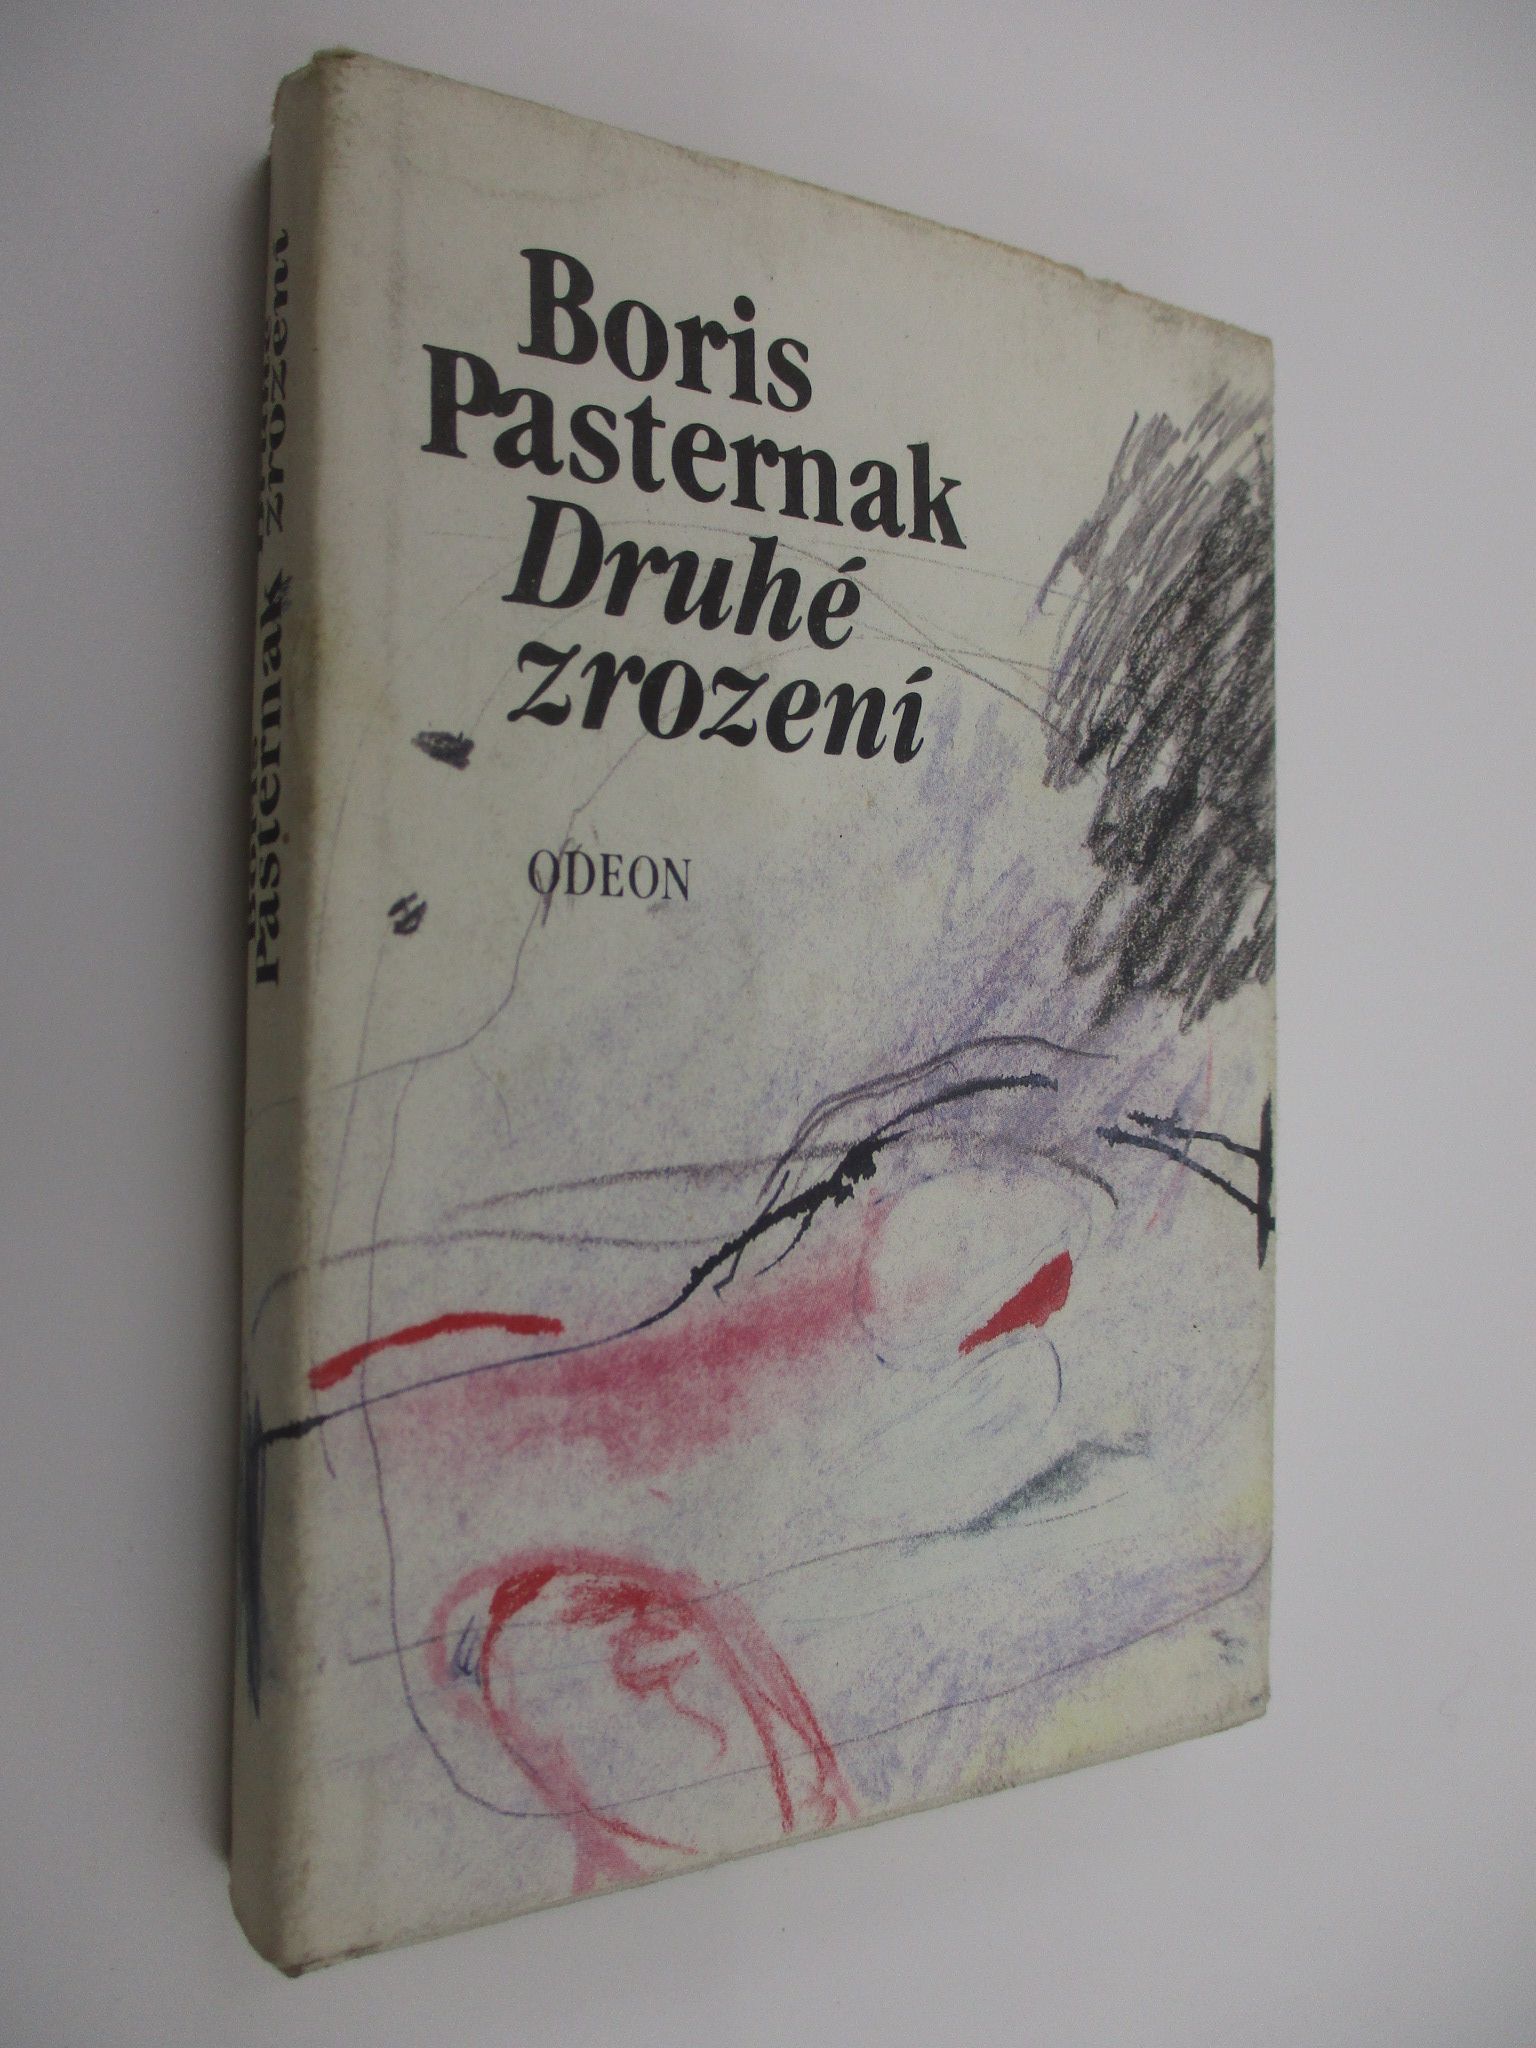 Boris
Pasternak
Druhé
zrození
ODEON
Boris
Pasternak
Druhé
zrození